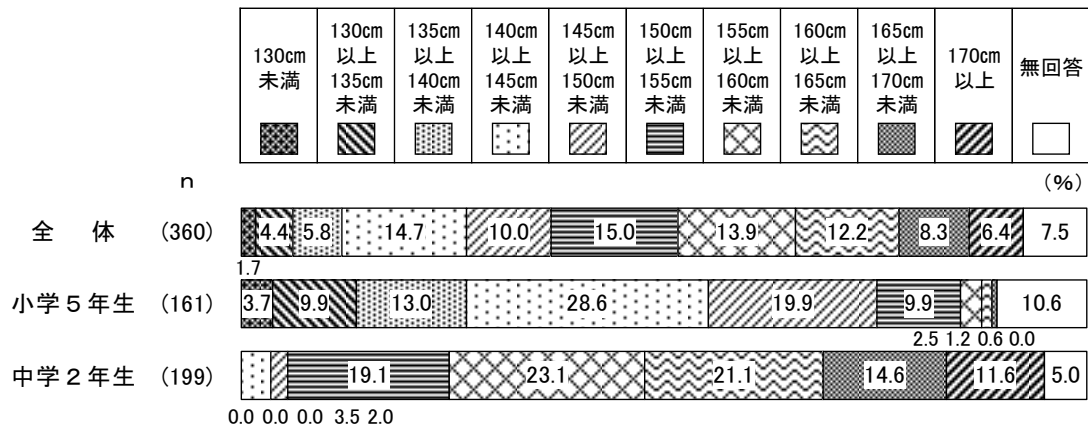 130cm 未満
130cm 以上 135cm 未満
135cm 以上 140cm 未満
140cm 以上 145cm 未満
145cm 以上 150cm 未満
150cm 以上 155cm 未満
155cm 以上 160cm 未満
160cm 以上 165cm 未満
165cm 以上 170cm 未満
170cm 以上
無回答
n (%)
全 体 (360) 4.4 5.8 14.7 10.0 15.0 13.9 12.2 8.3 6.4 7.5
1.7
小学5年生 (161) 3.7 9.9 13.0 28.6 19.9 9.9 10.6
2.5 1.2 0.6 0.0
中学2年生 (199) 19.1 23.1 21.1 14.6 11.6 5.0
0.0 0.0 0.0 3.5 2.0